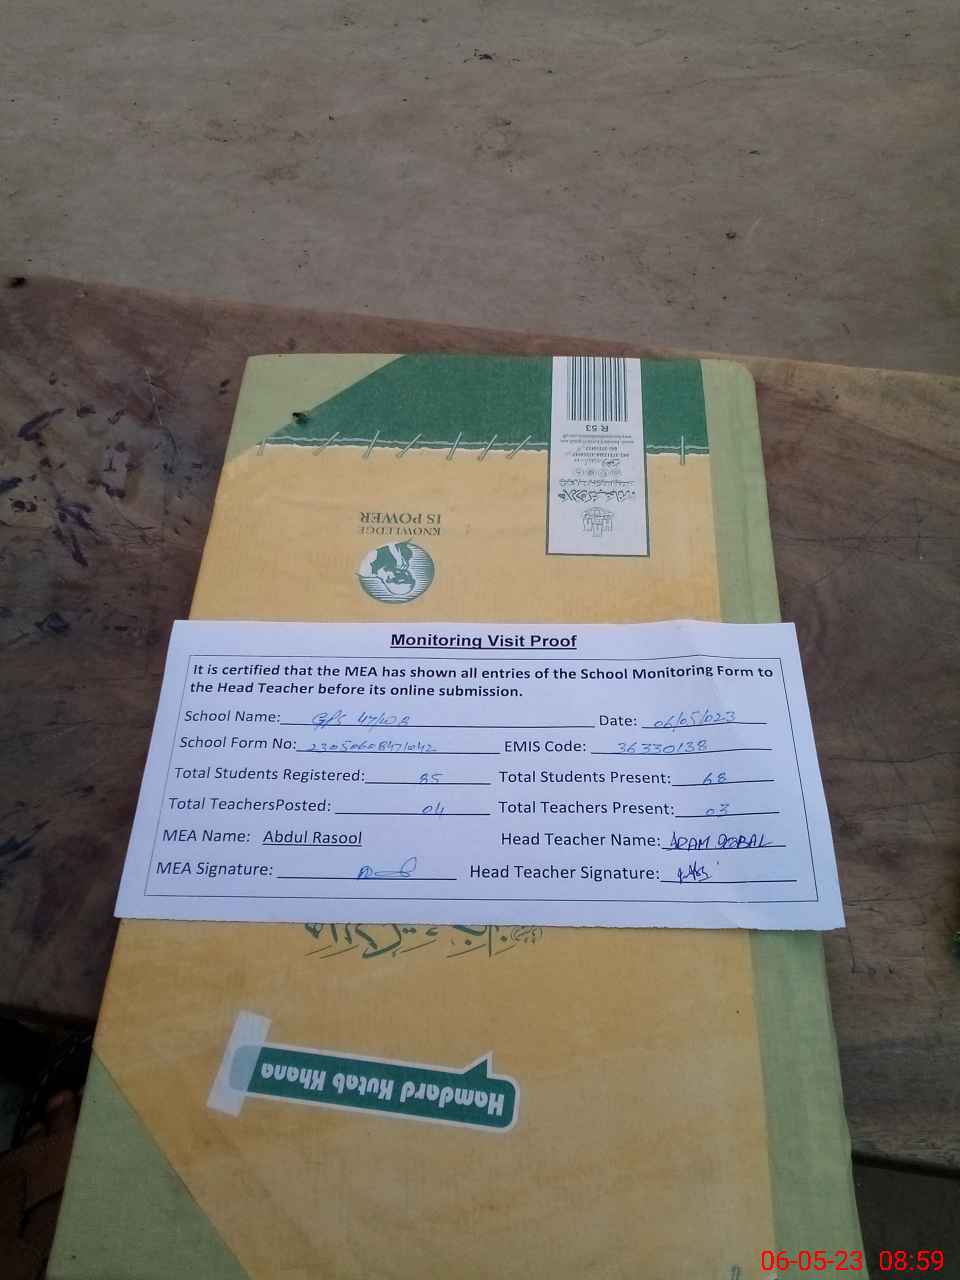 R 53
KNOWLEDGE
IS POWER
Monitoring Visit Proof
It is certified that the MEA has shown all entries of the School Monitoring Form to
the Head Teacher before its online submission.
School Name: GPS 47/10R Date: 06/05/023
School Form No: EMIS Code: 36330138
Total Students Registered: 85 Total Students Present: 68
Total TeachersPosted: 04 Total Teachers Present: 03
MEA Name: Abdul Rasool Head Teacher Name: IQBAL
MEA Signature: Head Teacher Signature:
Hamdard Kutab Khana
06-05-23 08:59